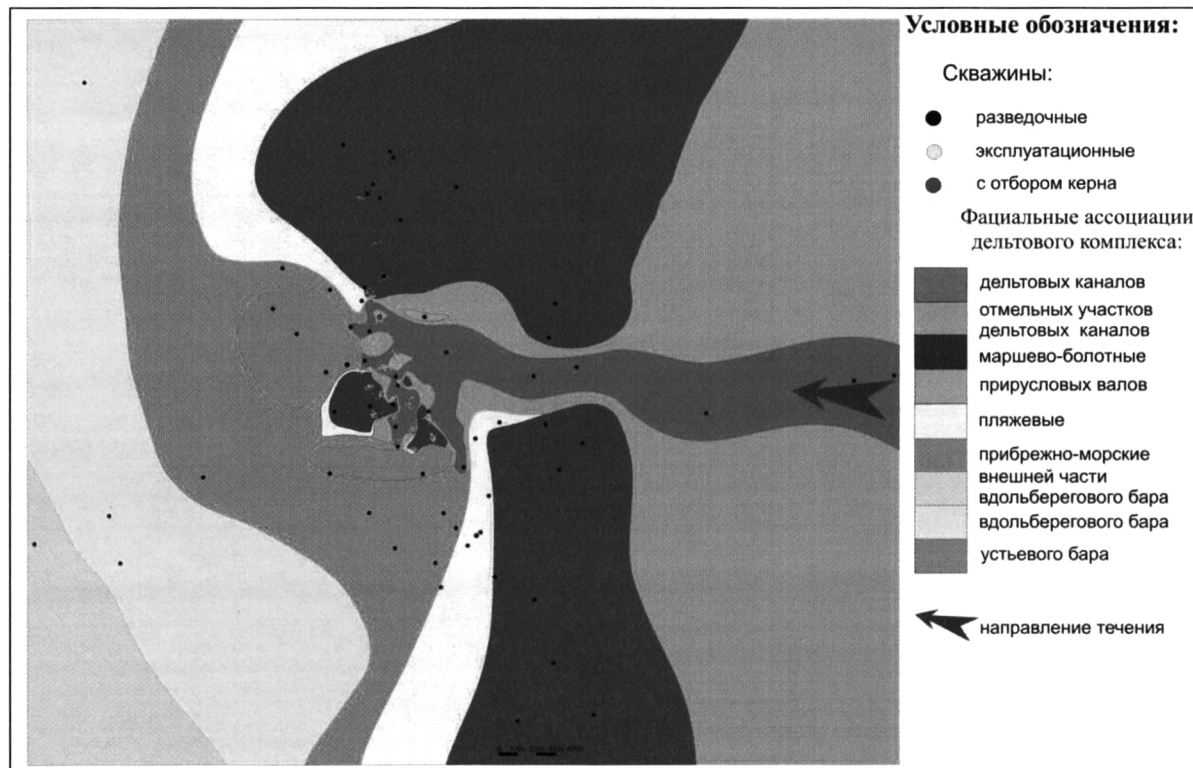 Условные обозначения:
Скважины:
разведочные
эксплуатационные
с отбором керна
Фациальные ассоциации
дельтового комплекса:
дельтовых каналов
отмельных участков
дельтовых каналов
маршево-болотные
прирусловых валов
пляжевые
прибрежно-морские
внешней части
вдольберегового бара
вдольберегового бара
устьевого бара
направление течения